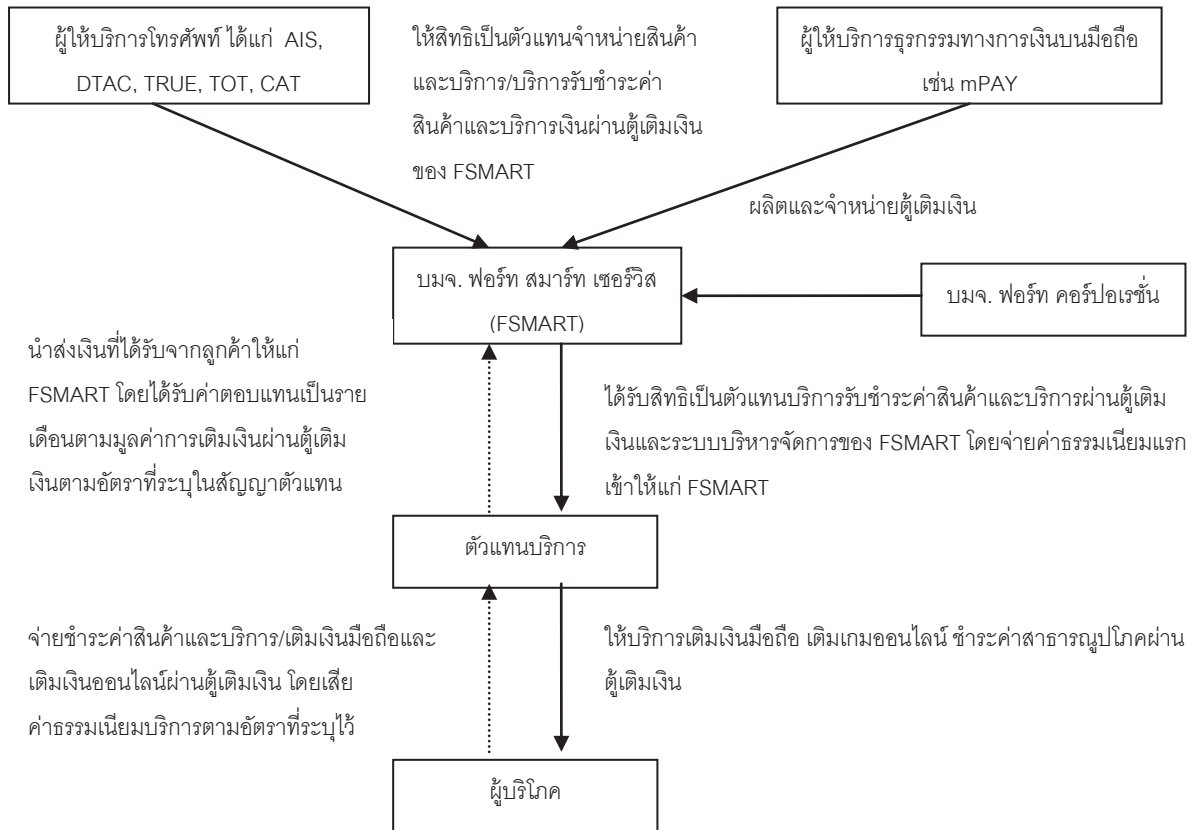 ผู้ให้บริการโทรศัพท์ ได้แก่ AIS,
DTAC, TRUE, TOT, CAT
ให้สิทธิเป็นตัวแทนจำหน่ายสินค้า
และบริการ/บริการรับชำระค่า
สินค้าและบริการเงินผ่านตู้เติมเงิน
ของ FSMART
ผู้ให้บริการธุรกรรมทางการเงินบนมือถือ
เช่น mPAY
ผลิตและจำหน่ายตู้เติมเงิน
บมจ. ฟอร์ท สมาร์ท เซอร์วิส
(FSMART)
บมจ. ฟอร์ท คอร์ปอเรชั่น
นำส่งเงินที่ได้รับจากลูกค้าให้แก่
FSMART โดยได้รับค่าตอบแทนเป็นราย
เดือนตามมูลค่าการเติมเงินผ่านตู้เติม
เงินตามอัตราที่ระบุในสัญญาตัวแทน
ได้รับสิทธิเป็นตัวแทนบริการรับชำระค่าสินค้าและบริการผ่านตู้เติม
เงินและระบบบริหารจัดการของ FSMART โดยจ่ายค่าธรรมเนียมแรก
เข้าให้แก่ FSMART
ตัวแทนบริการ
จ่ายชำระค่าสินค้าและบริการ/เติมเงินมือถือและ
เติมเงินออนไลน์ผ่านตู้เติมเงิน โดยเสีย
ค่าธรรมเนียมบริการตามอัตราที่ระบุไว้
ให้บริการเติมเงินมือถือ เติมเกมออนไลน์ ชำระค่าสาธารณูปโภคผ่าน
ตู้เติมเงิน
ผู้บริโภค